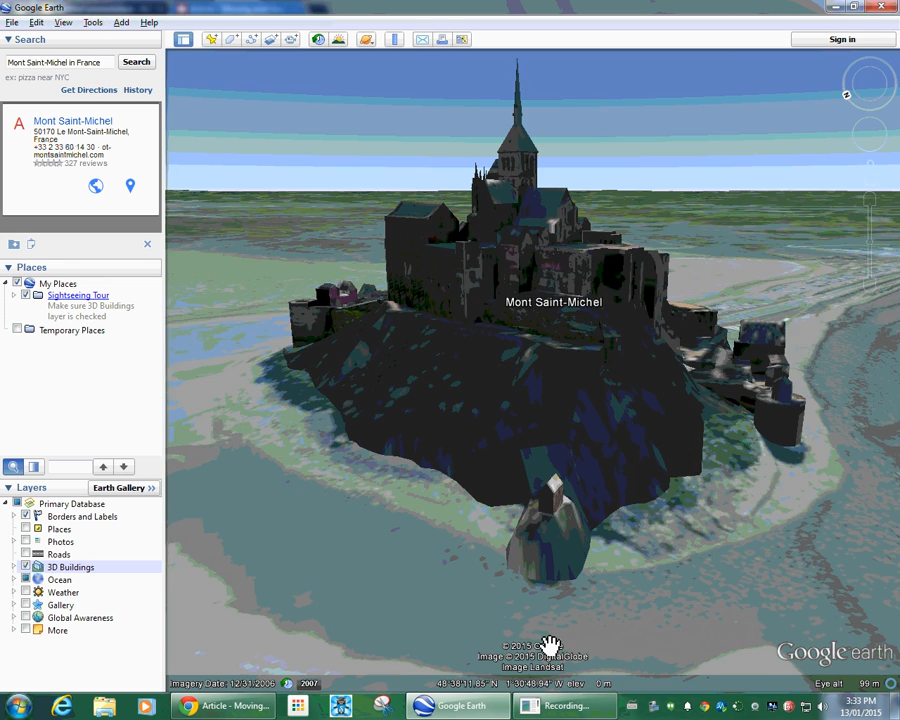 Google Earth
File Edit View Tools Add Help
Search
Sign in
Mont Saint-Michel in France
Search
ex: pizza near NYC
Get Directions History
A
Mont Saint-Michel
50170 Le Mont-Saint-Michel,
France
+33 2 33 60 14 30 · ot-
montsaintmichel.com
327 reviews
N
Places
My Places
Sightseeing Tour
Make sure 3D Buildings
layer is checked
Temporary Places
Mont Saint-Michel
Layers
Earth Gallery >>
Primary Database
Borders and Labels
Places
Photos
Roads
3D Buildings
Ocean
Weather
Gallery
Global Awareness
More
© 2015
Image © 2015 DigitalGlobe
Image Landsat
Google earth
Imagery Date: 12/31/2006 2007 48°38'11.85" N 1°30'48.94" W elev 0 m Eye alt 99 m
Article - Moving...
Google Earth
Recording...
3:33 PM
13/01/2015